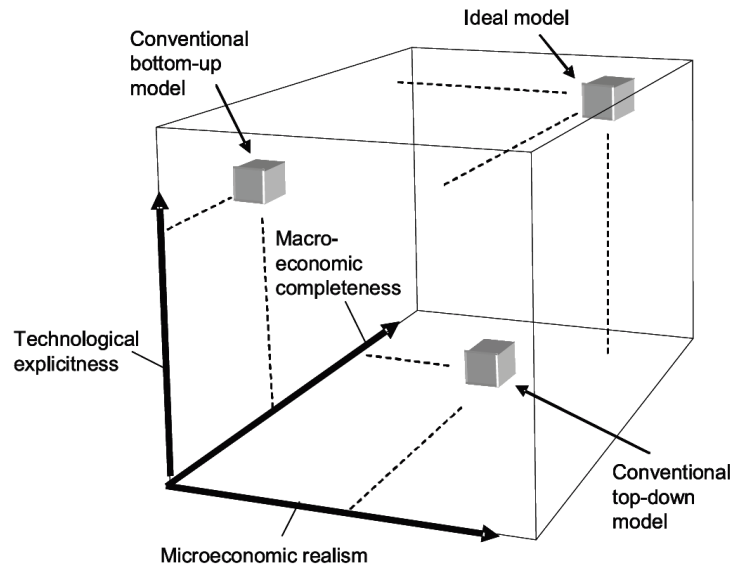 Ideal model
Conventional
bottom-up
model
Macro-
economic
completeness
Technological
explicitness
Conventional
top-down
model
Microeconomic realism